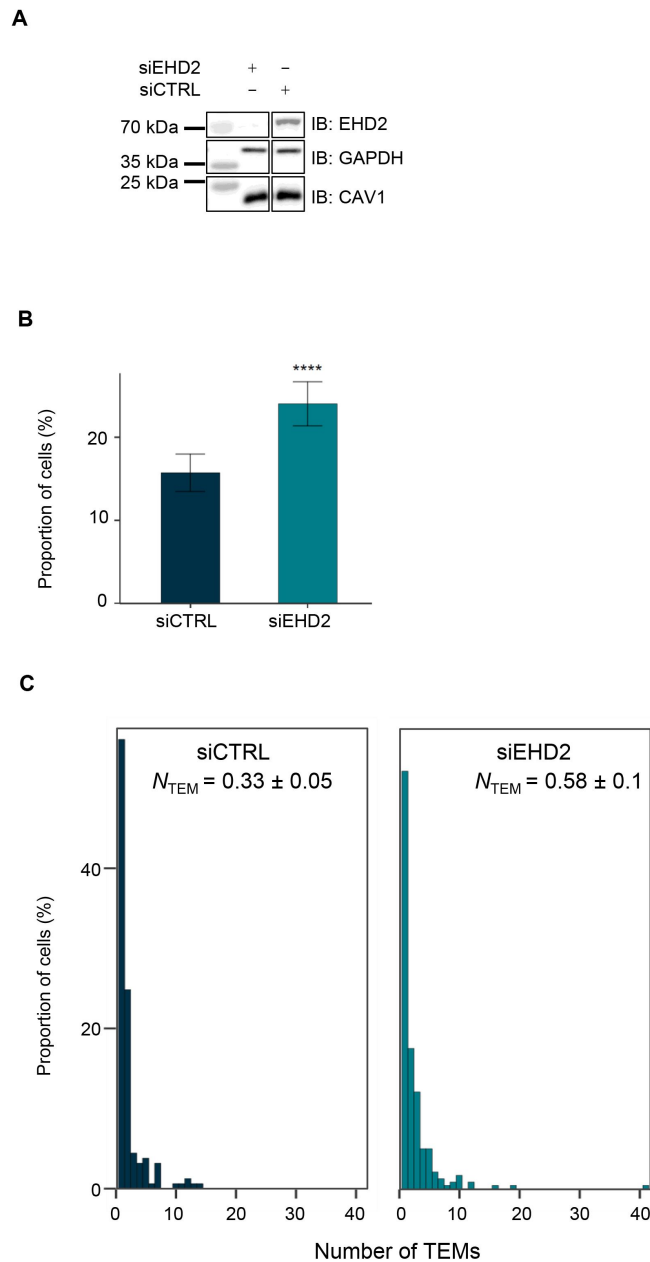 A
siEHD2 + –
siCTRL – +
70 kDa IB: EHD2
35 kDa IB: GAPDH
25 kDa IB: CAV1
B
Proportion of cells (%)
****
20
10
0
siCTRL siEHD2
C
Proportion of cells (%)
siCTRL siEHD2
N_TEM = 0.33 ± 0.05 N_TEM = 0.58 ± 0.1
40
20
0
0 10 20 30 40 0 10 20 30 40
Number of TEMs